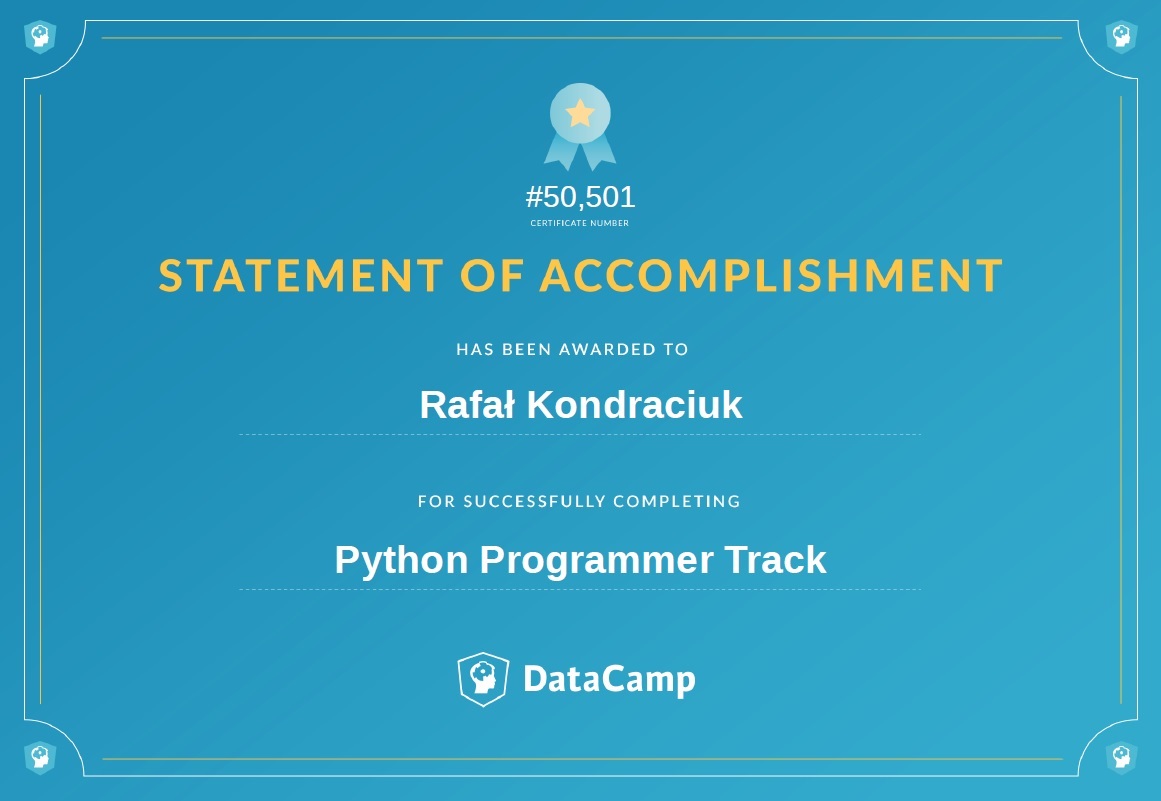 #50,501
CERTIFICATE NUMBER
STATEMENT OF ACCOMPLISHMENT
HAS BEEN AWARDED TO
Rafał Kondraciuk
FOR SUCCESSFULLY COMPLETING
Python Programmer Track
DataCamp